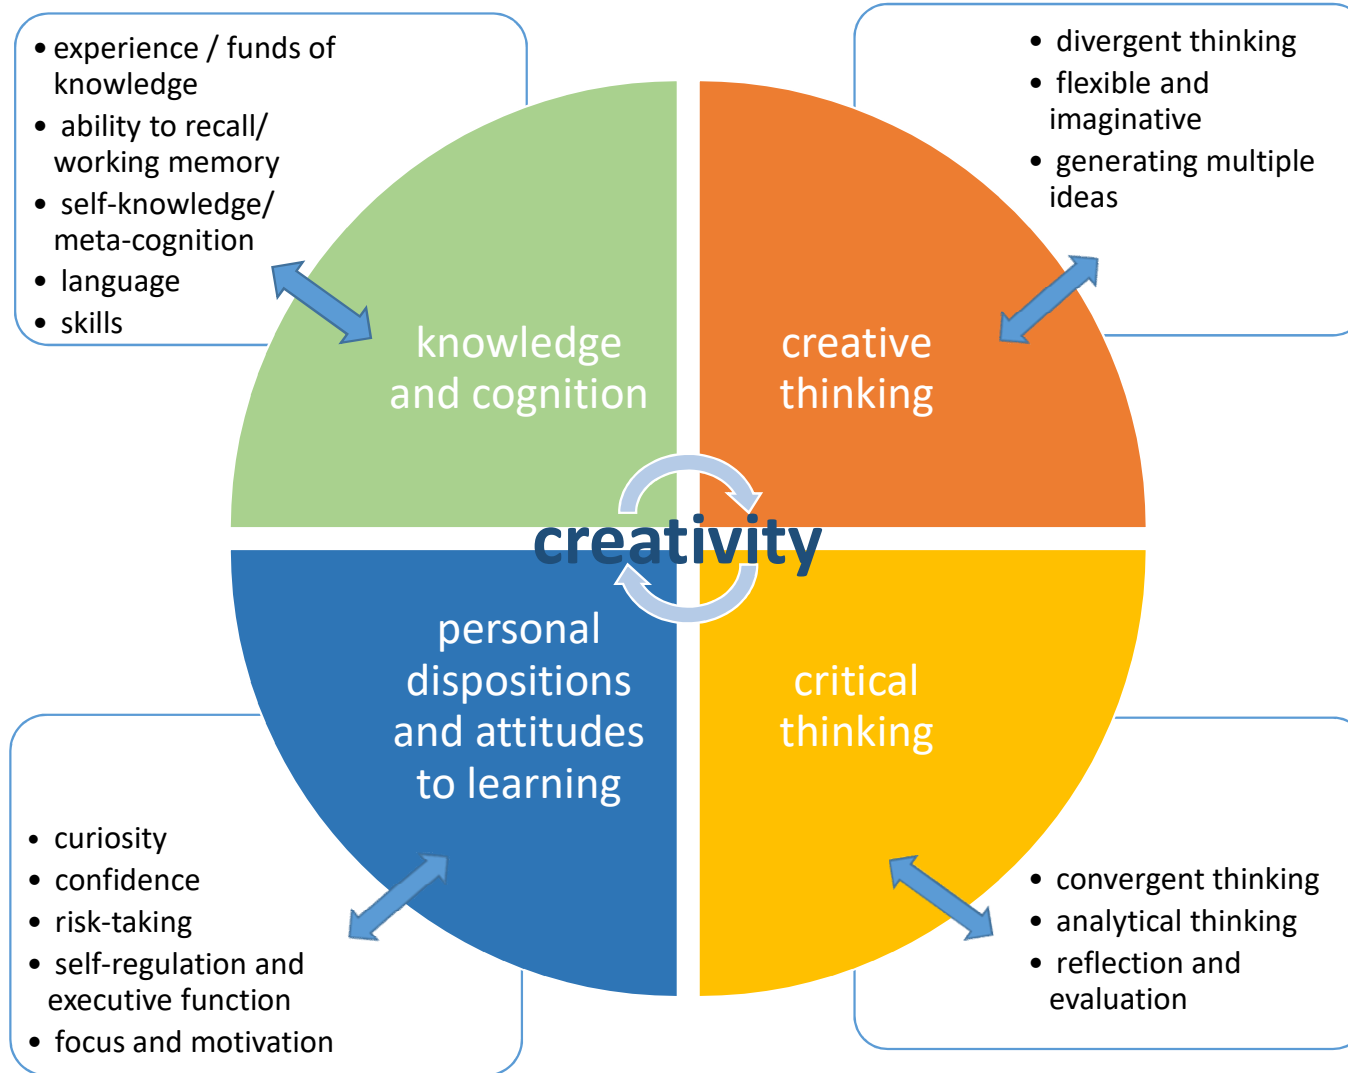 • experience / funds of
knowledge
• ability to recall/
working memory
• self-knowledge/
meta-cognition
• language
• skills
• divergent thinking
• flexible and
imaginative
• generating multiple
ideas
knowledge
and cognition
creative
thinking
creativity
personal
dispositions
and attitudes
to learning
critical
thinking
• curiosity
• confidence
• risk-taking
• self-regulation and
executive function
• focus and motivation
• convergent thinking
• analytical thinking
• reflection and
evaluation